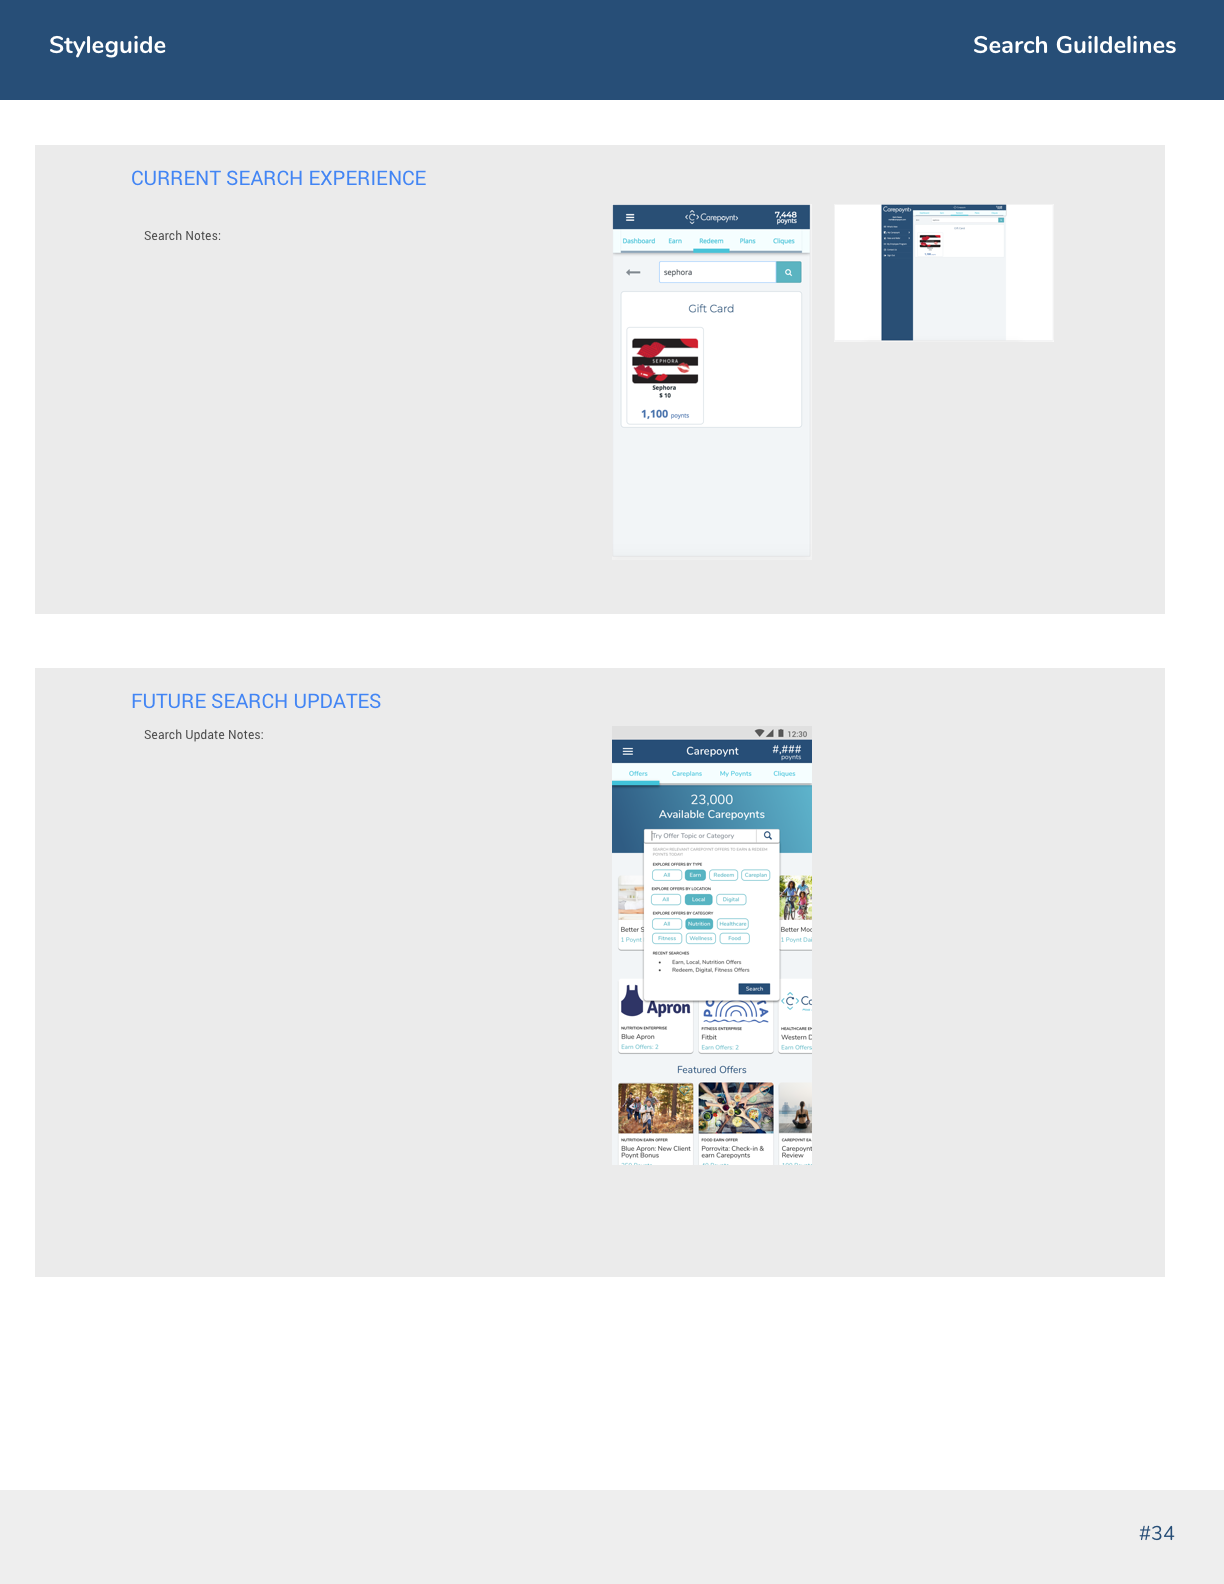 Styleguide
Search Guildelines
CURRENT SEARCH EXPERIENCE
Search Notes:
Carepoynt
7,448
poynts
Dashboard Earn Redeem Plans Cliques
sephora
Gift Card
SEPHORA
Sephora
$ 10
1,100 poynts
Carepoynt
FUTURE SEARCH UPDATES
Search Update Notes:
12:30
Carepoynt
#,###
poynts
Offers Careplans My Poynts Cliques
23,000
Available Carepoynts
Try Offer Topic or Category
SEARCH RELEVANT CAREPOYNT OFFERS TO EARN & REDEEM
POYNTS TODAY!
EXPLORE OFFERS BY TYPE
All Earn Redeem Careplan
EXPLORE OFFERS BY LOCATION
All Local Digital
EXPLORE OFFERS BY CATEGORY
All Nutrition Healthcare
Fitness Wellness Food
RECENT SEARCHES
Earn, Local, Nutrition Offers
Redeem, Digital, Fitness Offers
Search
Better S
1 Poynt
Better Moo
1 Poynt Dai
Apron
NUTRITION ENTERPRISE
Blue Apron
Earn Offers: 2
FITNESS ENTERPRISE
Fitbit
Earn Offers: 2
Co
HEALTHCARE EN
Western D
Earn Offers
Featured Offers
NUTRITION EARN OFFER
Blue Apron: New Client
Poynt Bonus
FOOD EARN OFFER
Porrovita: Check-in &
earn Carepoynts
CAREPOYNT EA
Carepoynt
Review
#34